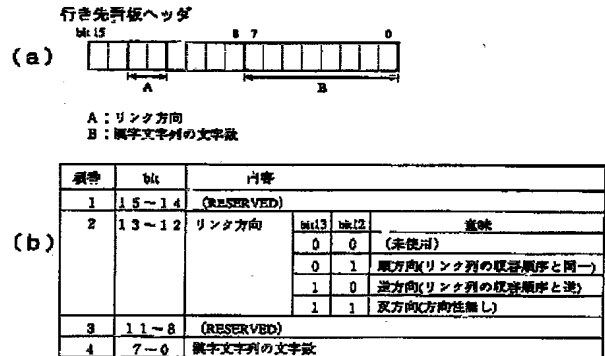 行き先看板ヘッダ
bit 15 8 7 0
(a)
A B
A：リンク方向
B：漢字文字列の文字数
(b)
項番 bit 内容
1 15～14 (RESERVED)
2 13～12 リンク方向 bit13 bit12 意味
0 0 (未使用)
0 1 順方向(リンク列の収容順序と同一)
1 0 逆方向(リンク列の収容順序と逆)
1 1 双方向(方向性無し)
3 11～8 (RESERVED)
4 7～0 漢字文字列の文字数